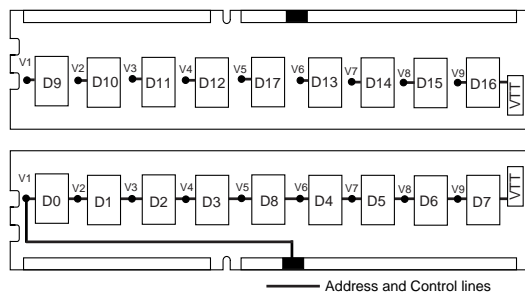 V1 V2 V3 V4 V5 V6 V7 V8 V9
D9 D10 D11 D12 D17 D13 D14 D15 D16
VTT
V1 V2 V3 V4 V5 V6 V7 V8 V9
D0 D1 D2 D3 D8 D4 D5 D6 D7
VTT
Address and Control lines